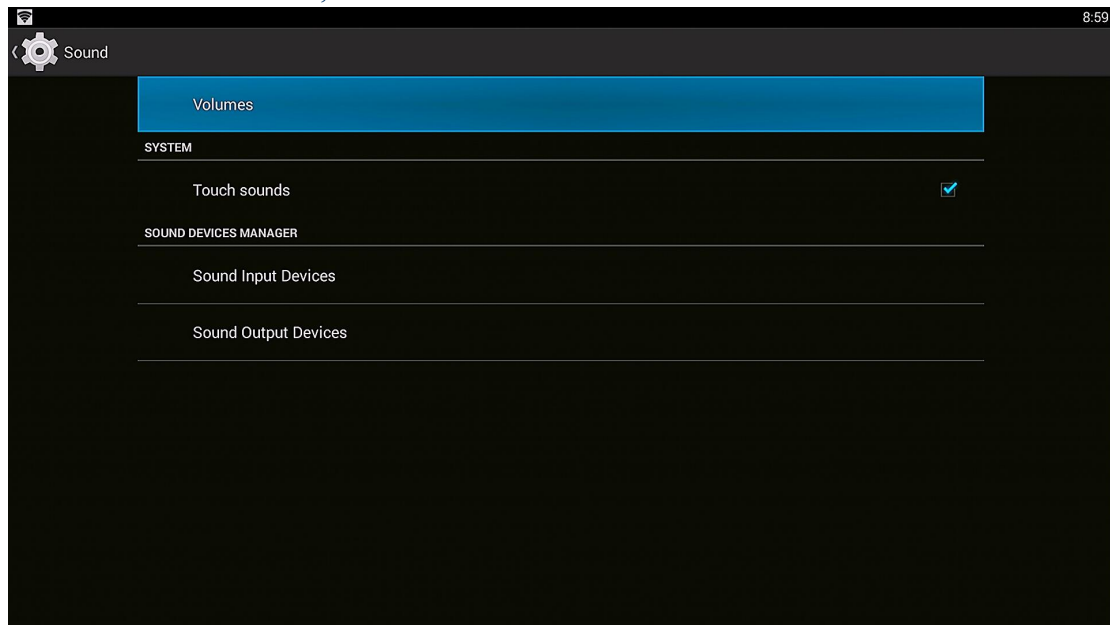 8:59
Sound
Volumes
SYSTEM
Touch sounds
SOUND DEVICES MANAGER
Sound Input Devices
Sound Output Devices